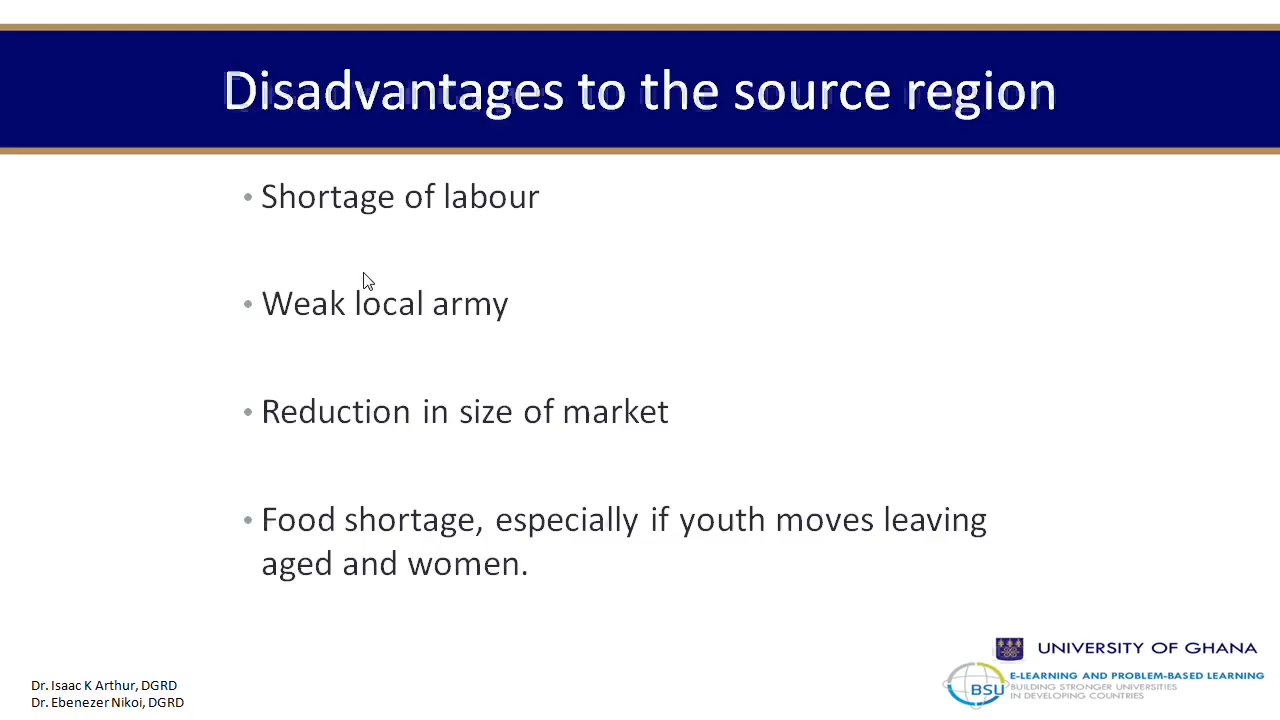 Disadvantages to the source region
• Shortage of labour
• Weak local army
• Reduction in size of market
• Food shortage, especially if youth moves leaving
aged and women.
UNIVERSITY OF GHANA
BSU
E-LEARNING AND PROBLEM-BASED LEARNING
BUILDING STRONGER UNIVERSITIES
IN DEVELOPING COUNTRIES
Dr. Isaac K Arthur, DGRD
Dr. Ebenezer Nikoi, DGRD